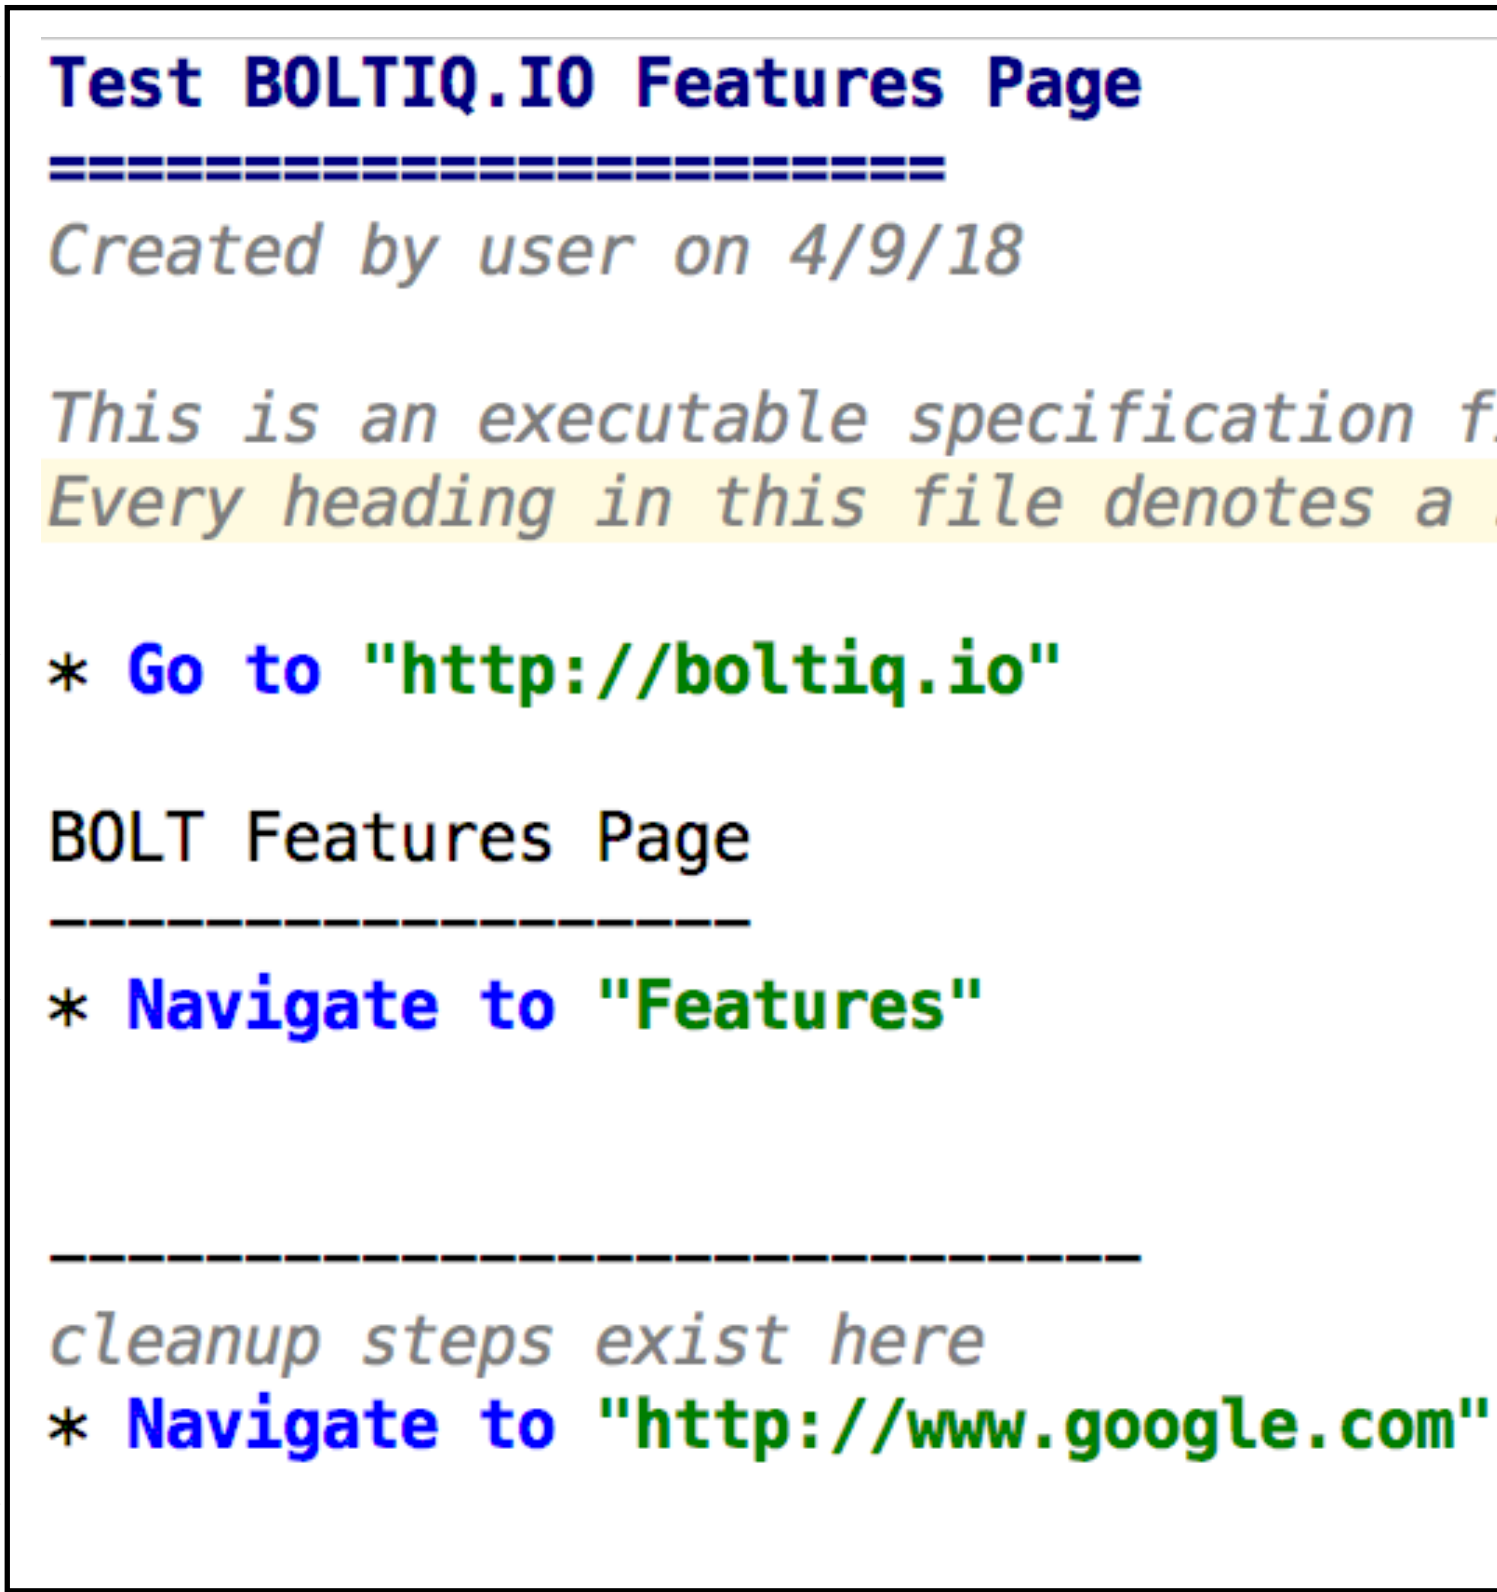 Test BOLTIQ.IO Features Page
=======================
Created by user on 4/9/18
This is an executable specification
Every heading in this file denotes a
* Go to "http://boltiq.io"
BOLT Features Page
------------------
* Navigate to "Features"
----------------------------
cleanup steps exist here
* Navigate to "http://www.google.com"